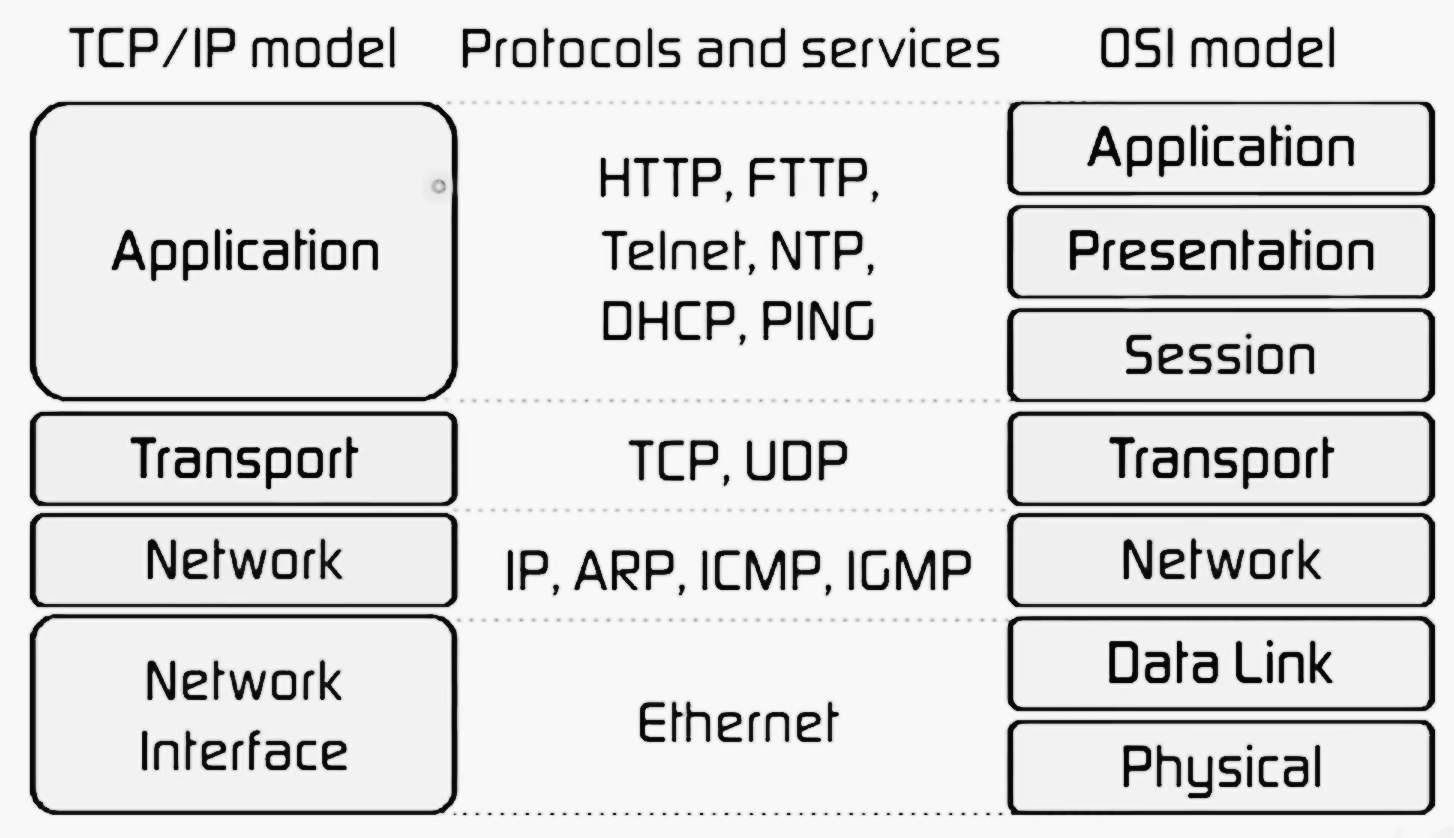 TCP/IP model
Protocols and services
OSI model
Application
HTTP, FTTP,
Telnet, NTP,
DHCP, PING
Application
Presentation
Session
Transport
TCP, UDP
Transport
Network
IP, ARP, ICMP, IGMP
Network
Network
Interface
Ethernet
Data Link
Physical